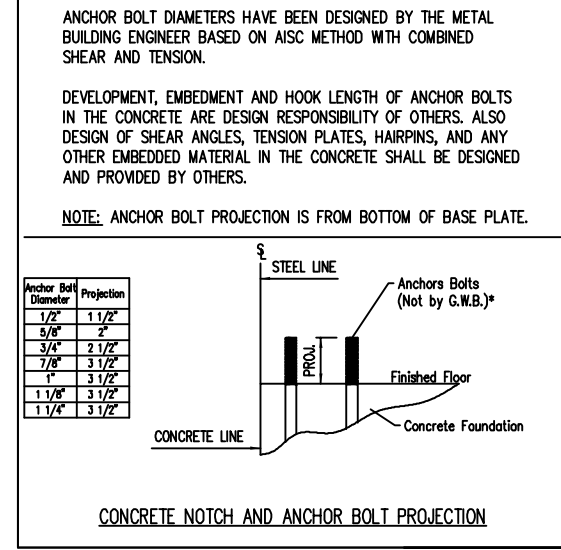 ANCHOR BOLT DIAMETERS HAVE BEEN DESIGNED BY THE METAL
BUILDING ENGINEER BASED ON AISC METHOD WITH COMBINED
SHEAR AND TENSION.
DEVELOPMENT, EMBEDMENT AND HOOK LENGTH OF ANCHOR BOLTS
IN THE CONCRETE ARE DESIGN RESPONSIBILITY OF OTHERS. ALSO
DESIGN OF SHEAR ANGLES, TENSION PLATES, HAIRPINS, AND ANY
OTHER EMBEDDED MATERIAL IN THE CONCRETE SHALL BE DESIGNED
AND PROVIDED BY OTHERS.
NOTE: ANCHOR BOLT PROJECTION IS FROM BOTTOM OF BASE PLATE.
℄
STEEL LINE
Anchor Bolt
Diameter Projection
1/2" 1 1/2"
5/8" 2"
3/4" 2 1/2"
7/8" 3 1/2"
1" 3 1/2"
1 1/8" 3 1/2"
1 1/4" 3 1/2"
Anchors Bolts
(Not by G.W.B.)*
PROJ.
Finished Floor
Concrete Foundation
CONCRETE LINE
CONCRETE NOTCH AND ANCHOR BOLT PROJECTION